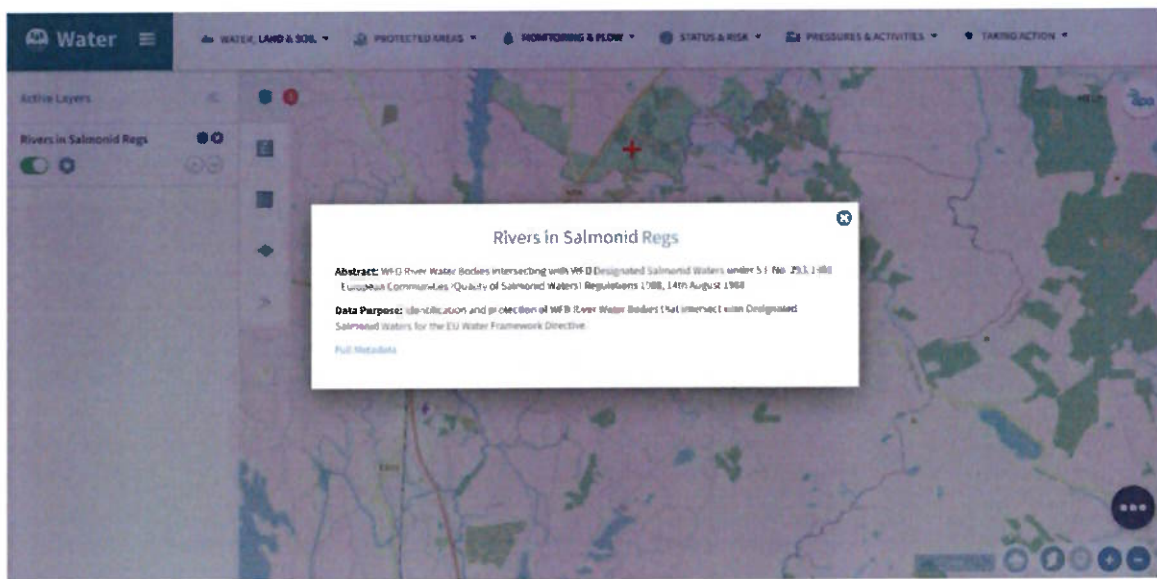 Water
WATER, LAND & SOIL
PROTECTED AREAS
MONITORING & FLOW
STATUS & RISK
PRESSURES & ACTIVITIES
TAKING ACTION
Active Layers
HELP
epa
Rivers in Salmonid Regs
Rivers in Salmonid Regs
Abstract: WFD River Water Bodies intersecting with WFD Designated Salmonid Waters under S.I. No. 293, 1988
European Communities (Quality of Salmonid Waters) Regulations 1988, 14th August 1988
Data Purpose: Identification and protection of WFD River Water Bodies that intersect with Designated
Salmonid Waters for the EU Water Framework Directive
Full Metadata